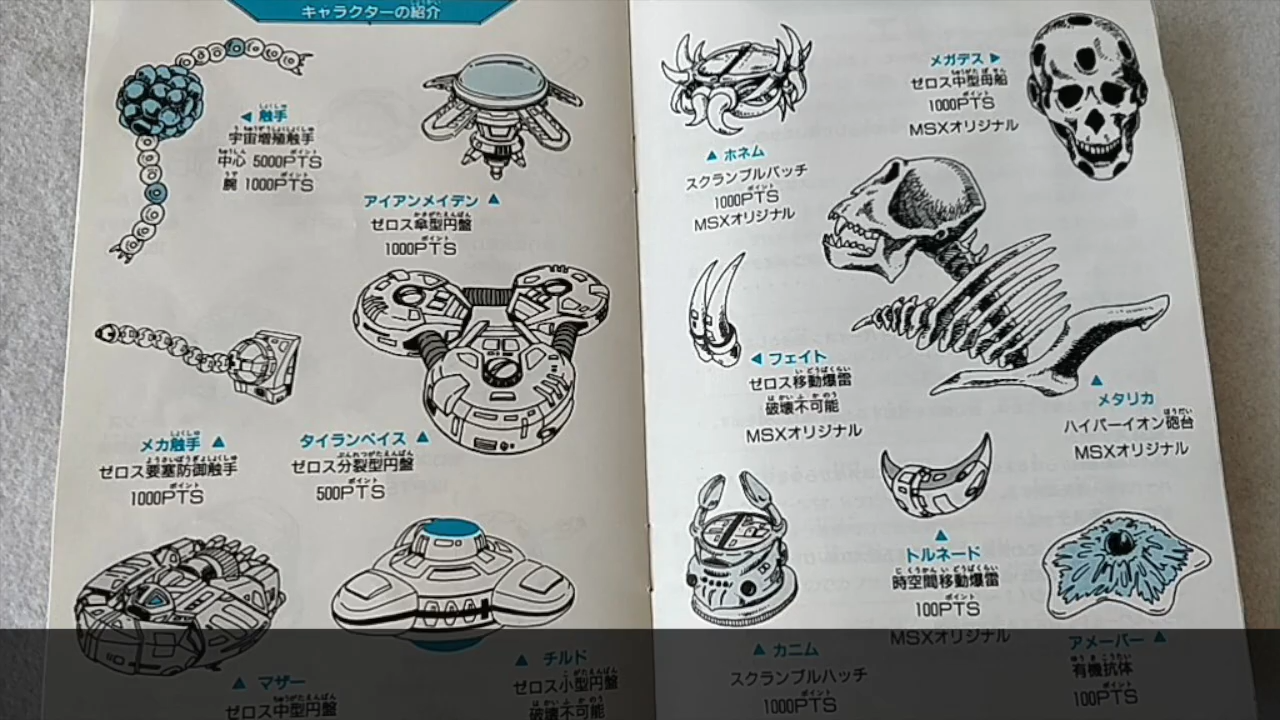 キャラクターの紹介
◀ 触手
宇宙増殖触手
中心 5000PTS
腕 1000PTS
アイアンメイデン ▲
ゼロス傘型円盤
1000PTS
メカ触手 ▲
ゼロス要塞防御触手
1000PTS
タイランベイス ▲
ゼロス分裂型円盤
500PTS
▲ マザー
ゼロス中型円盤
▲ チルド
ゼロス小型円盤
破壊不可能
▲ ホネム
スクランブルハッチ
1000PTS
MSXオリジナル
メガデス ▶
ゼロス中型母船
1000PTS
MSXオリジナル
◀ フェイト
ゼロス移動爆雷
破壊不可能
MSXオリジナル
▲
メタリカ
ハイパーイオン砲台
MSXオリジナル
▲
トルネード
時空間移動爆雷
100PTS
MSXオリジナル
▲ カニム
スクランブルハッチ
1000PTS
アメーバー ▲
有機抗体
100PTS